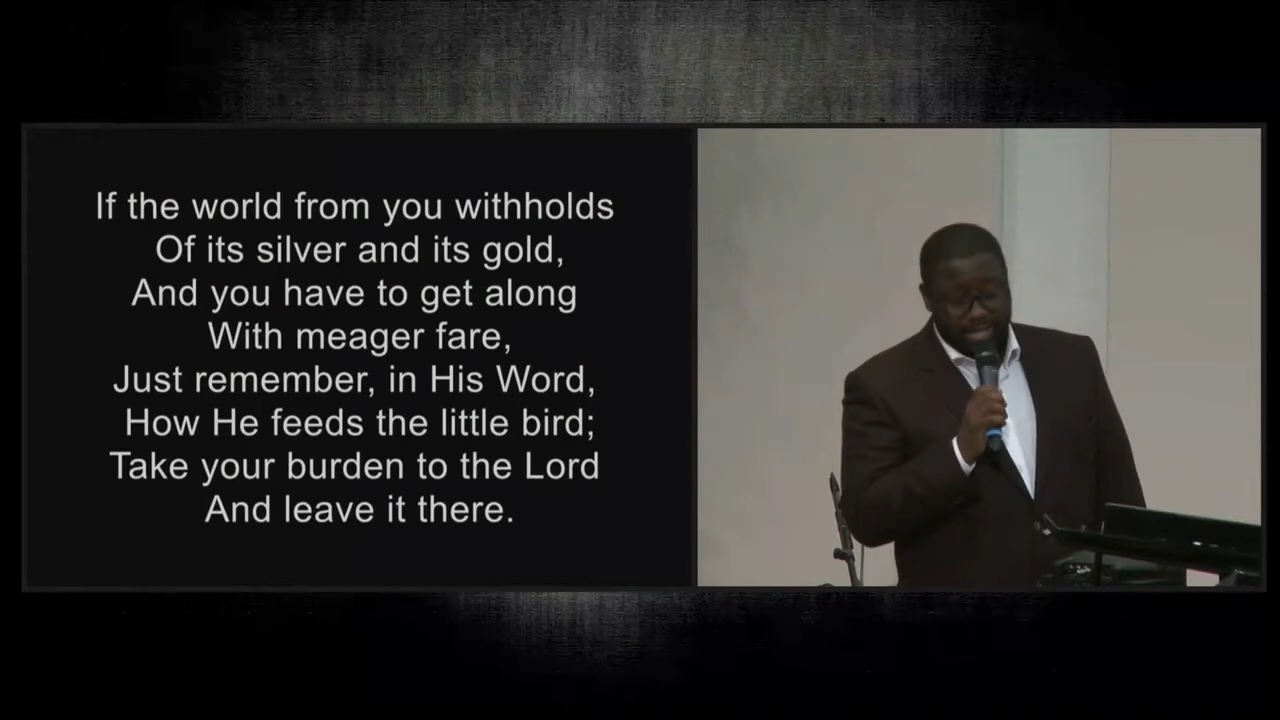 If the world from you withholds
Of its silver and its gold,
And you have to get along
With meager fare,
Just remember, in His Word,
How He feeds the little bird;
Take your burden to the Lord
And leave it there.